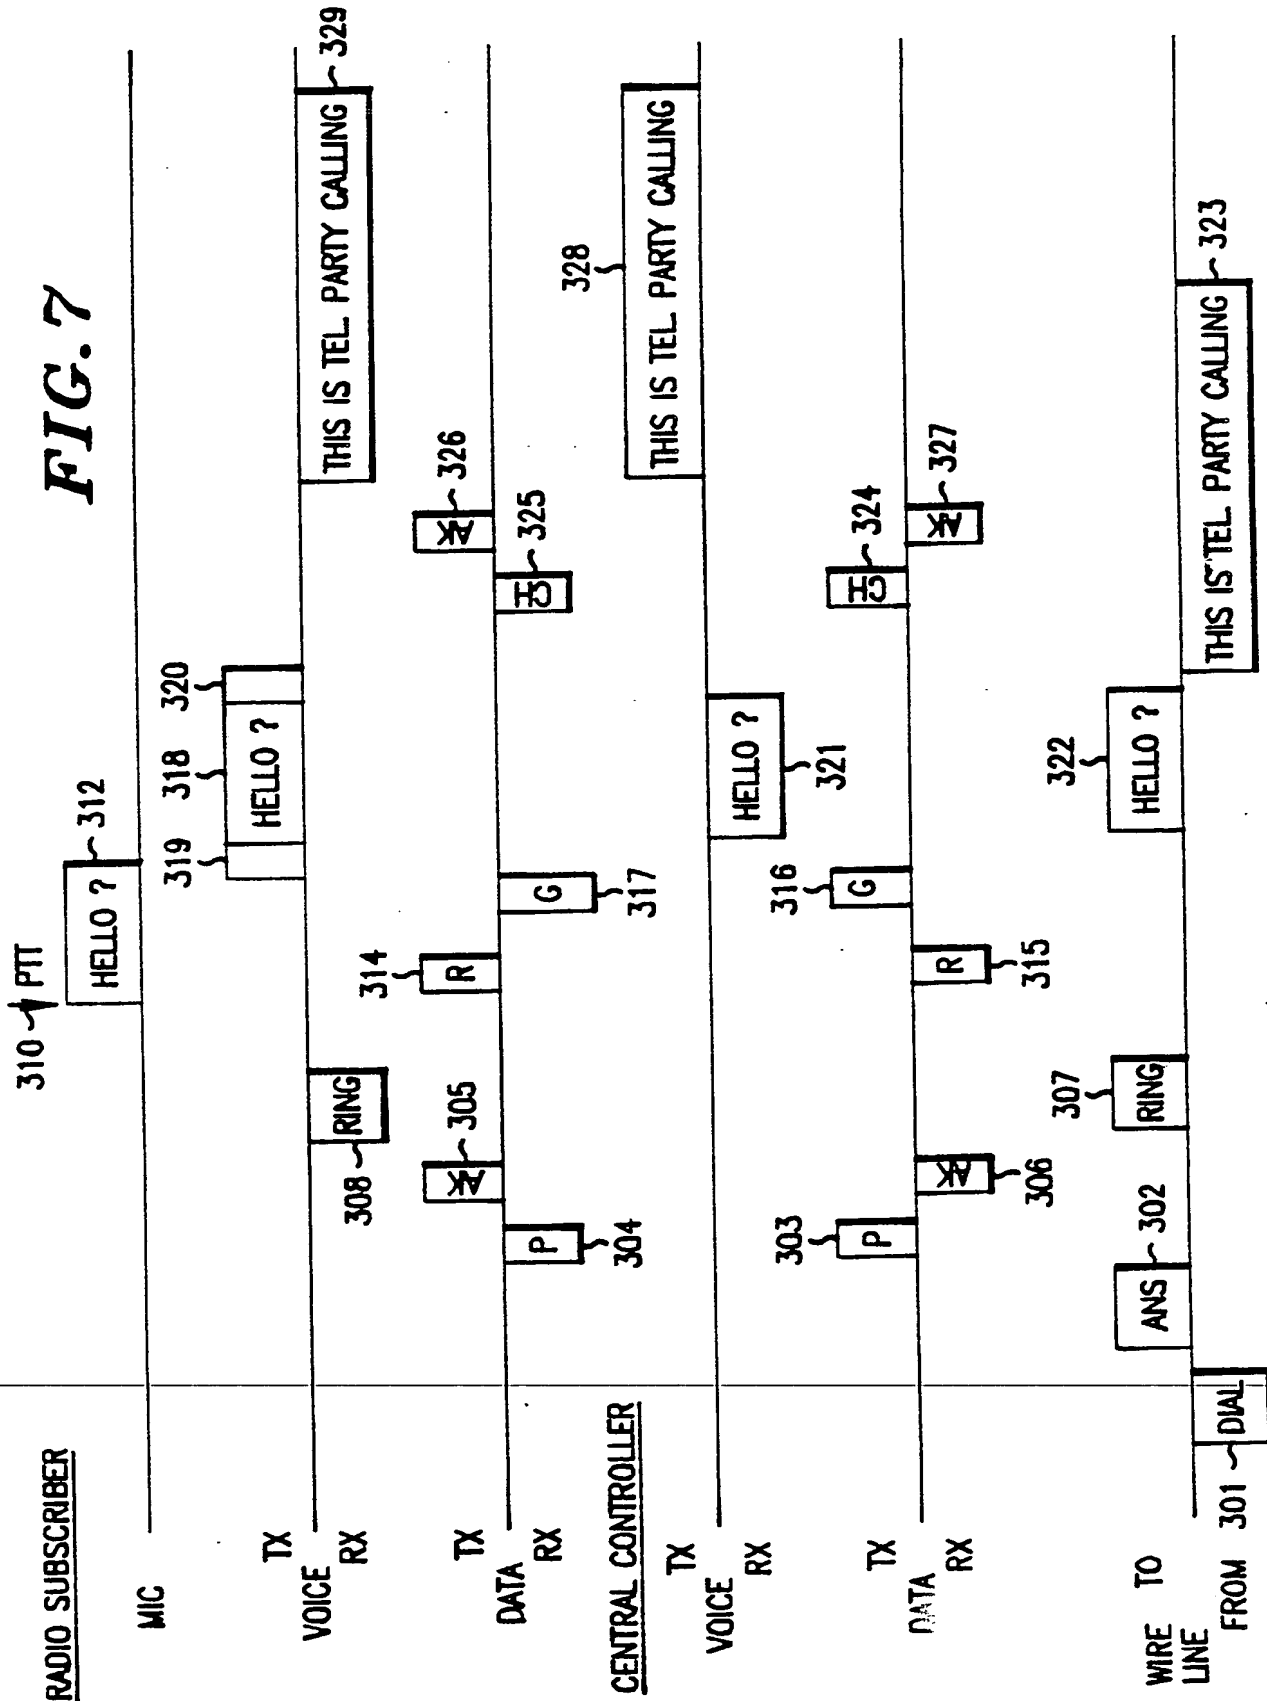 FIG. 7
RADIO SUBSCRIBER
310 PTT
MIC
HELLO ?
312
VOICE
TX
RX
308
RING
319
318
320
HELLO ?
THIS IS TEL. PARTY CALLING
329
DATA
TX
RX
P
304
AK
305
R
314
G
317
CH
325
AK
326
CENTRAL CONTROLLER
VOICE
TX
RX
HELLO ?
321
328
THIS IS TEL. PARTY CALLING
DATA
TX
RX
303
P
AK
306
R
315
316
G
CH
324
AK
327
WIRE LINE
TO
FROM
301
DIAL
ANS
302
307
RING
322
HELLO ?
THIS IS TEL. PARTY CALLING
323